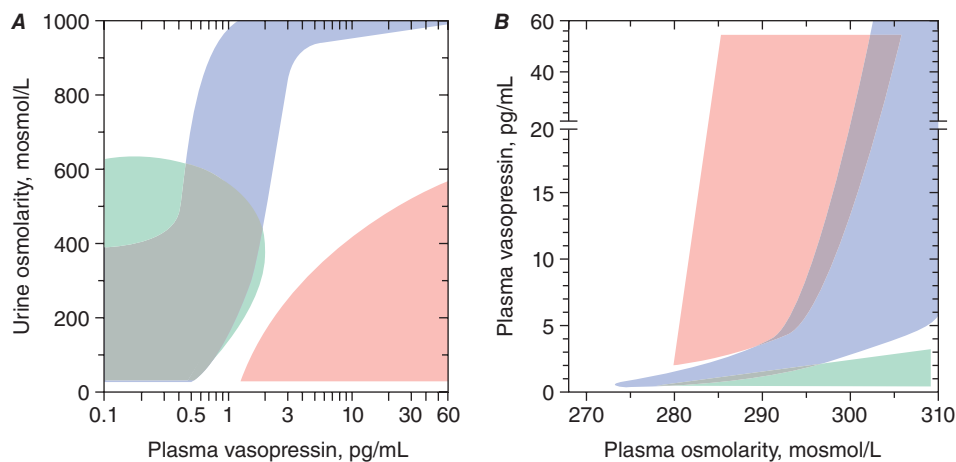 A
Urine osmolarity, mosmol/L
1000
800
600
400
200
0
0.1 0.5 1 3 10 30 60
Plasma vasopressin, pg/mL
B
Plasma vasopressin, pg/mL
60
40
20
15
10
5
0
270 280 290 300 310
Plasma osmolarity, mosmol/L